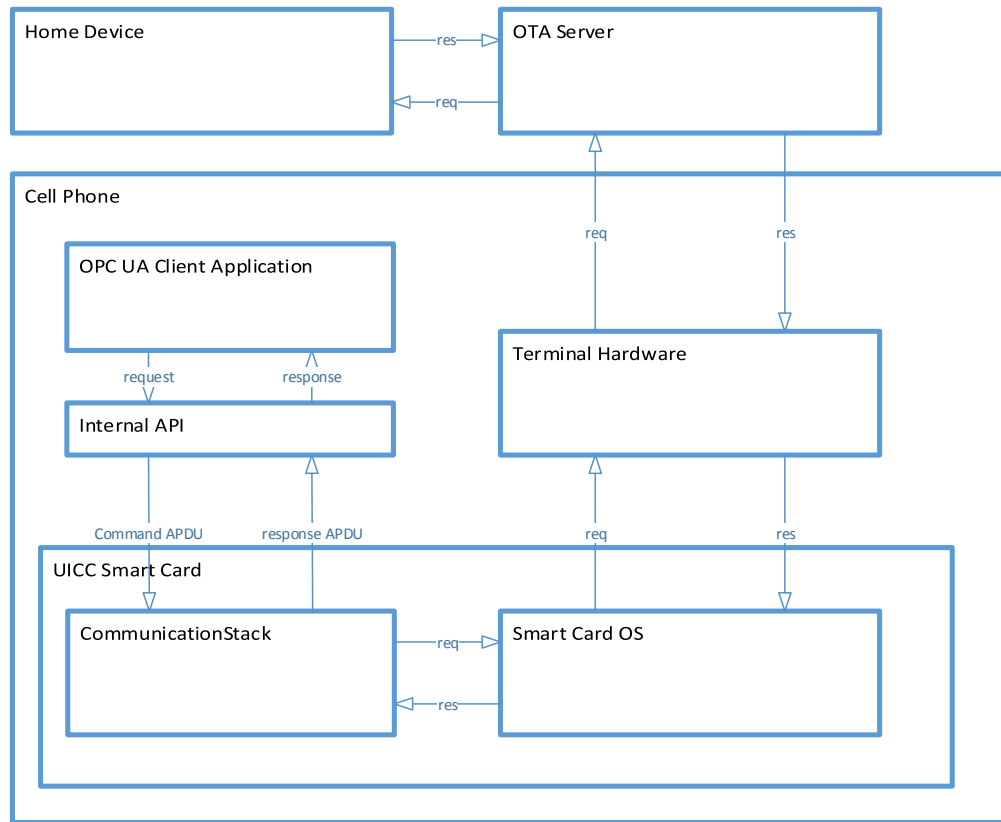 Home Device
OTA Server
res
req
Cell Phone
req
res
OPC UA Client Application
Terminal Hardware
request
response
Internal API
Command APDU
response APDU
req
res
UICC Smart Card
CommunicationStack
Smart Card OS
req
res